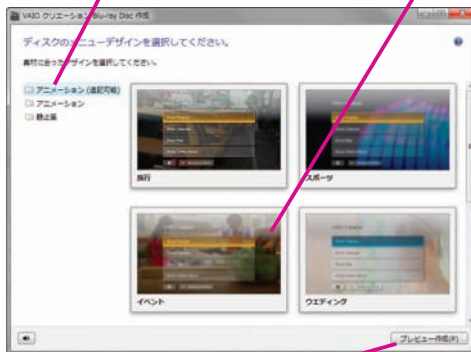 VAIO クリエーション Blu-ray Disc 作成
ディスクのメニューデザインを選択してください。
素材に合ったデザインを選択してください。
アニメーション (追記可能)
アニメーション
静止画
旅行
スポーツ
イベント
ウエディング
プレビュー作成(P)